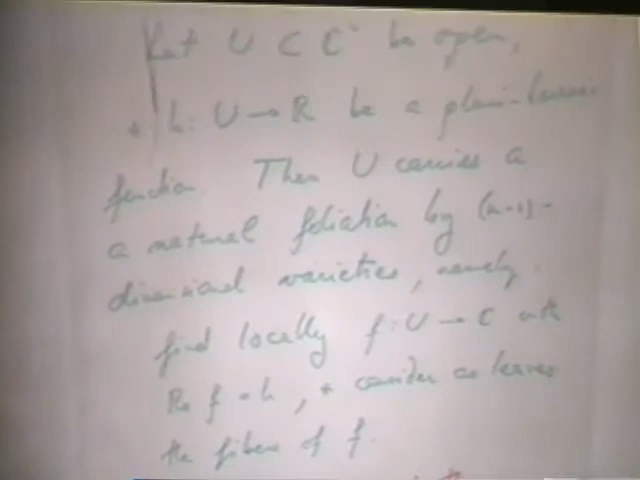 Let U ⊂ C^n be open,
+ h: U → R be a pluri-harmonic
function. Then U carries a
a natural foliation by (n-1)-
dimensional varieties, namely
find locally f: U → C with
Re f = h, + consider as leaves
the fibers of f.